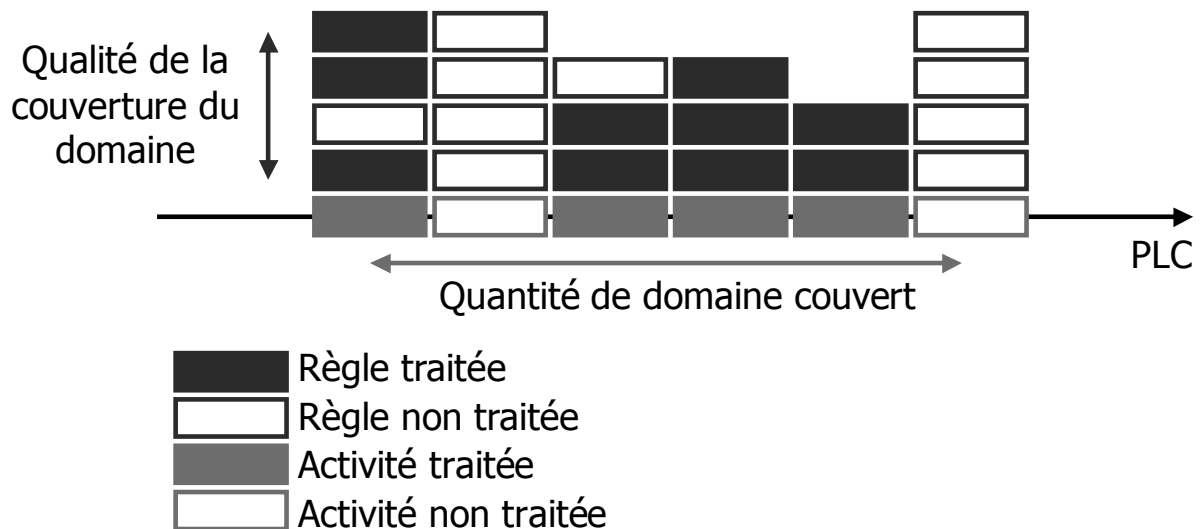 Qualité de la
couverture du
domaine
PLC
Quantité de domaine couvert
Règle traitée
Règle non traitée
Activité traitée
Activité non traitée